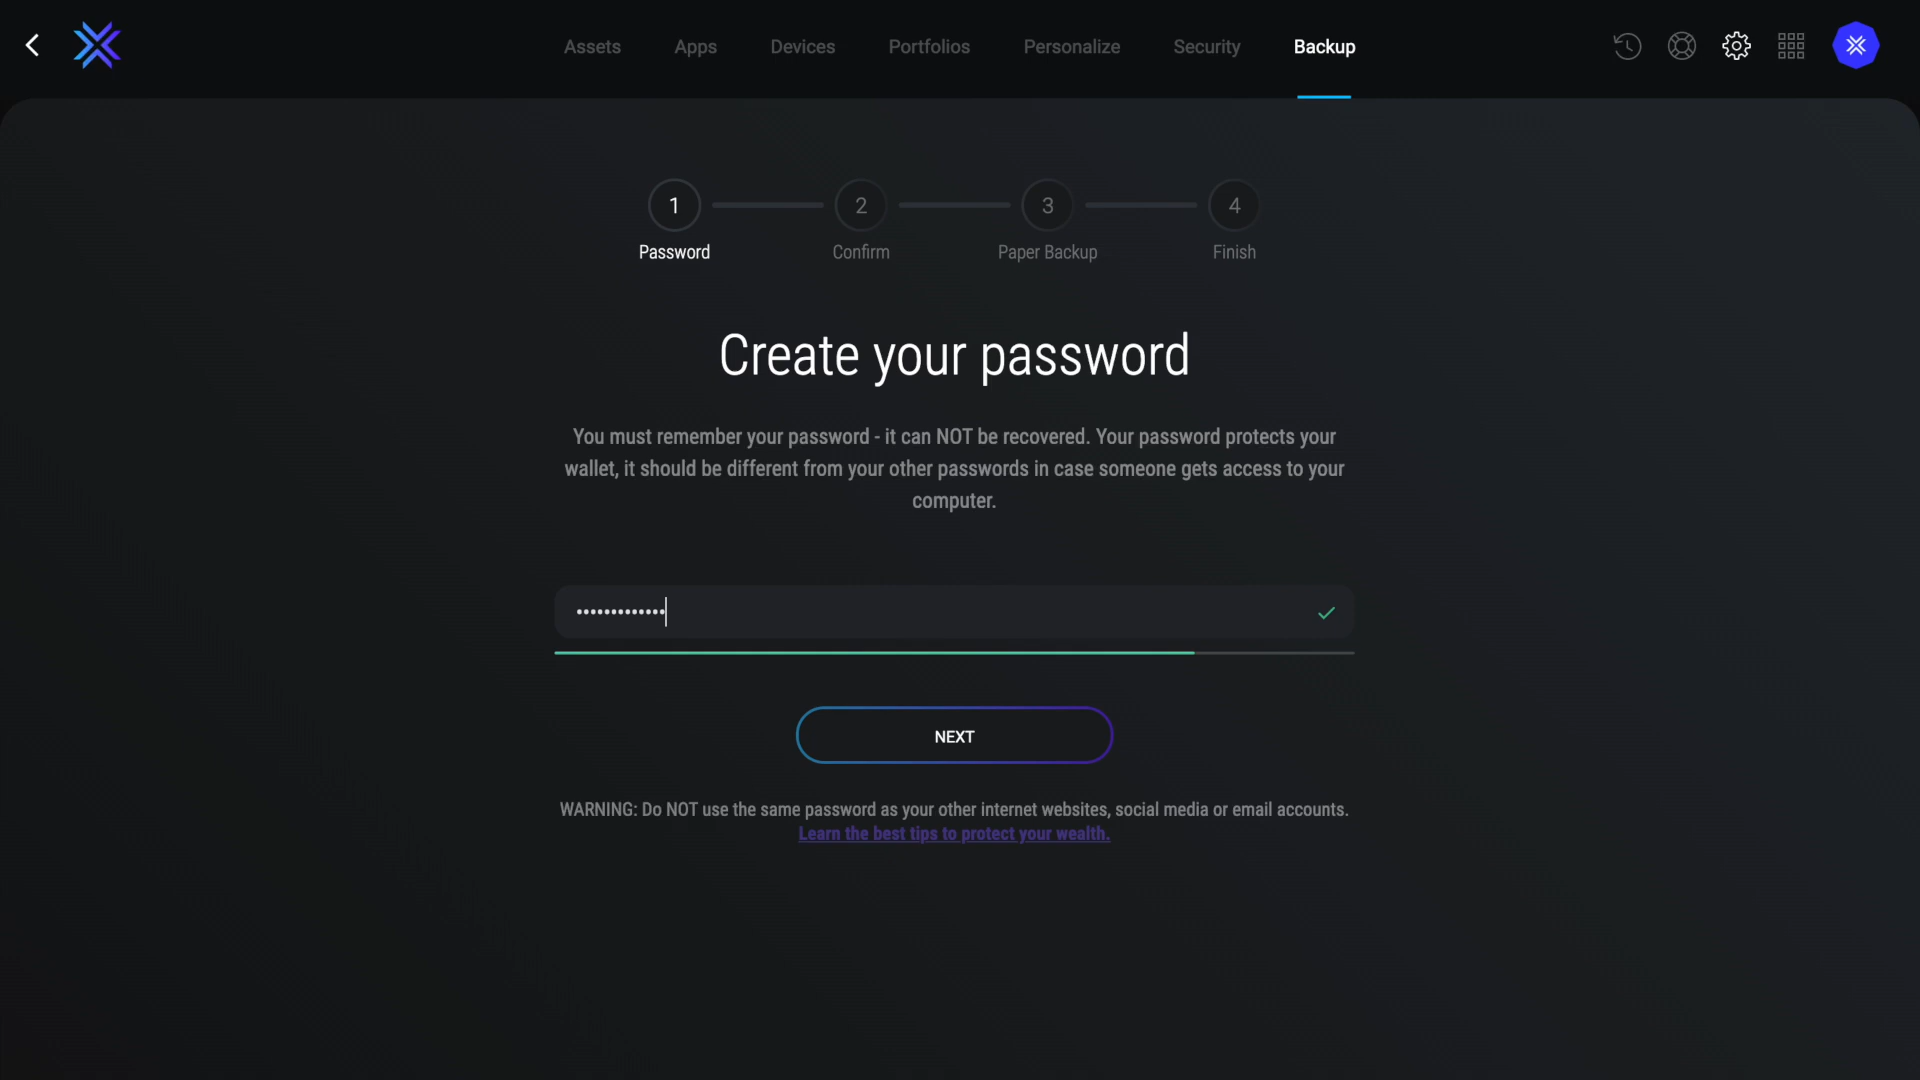 Assets Apps Devices Portfolios Personalize Security Backup
1 2 3 4
Password Confirm Paper Backup Finish
Create your password
You must remember your password - it can NOT be recovered. Your password protects your
wallet, it should be different from your other passwords in case someone gets access to your
computer.
•••••••••••••
NEXT
WARNING: Do NOT use the same password as your other internet websites, social media or email accounts.
Learn the best tips to protect your wealth.